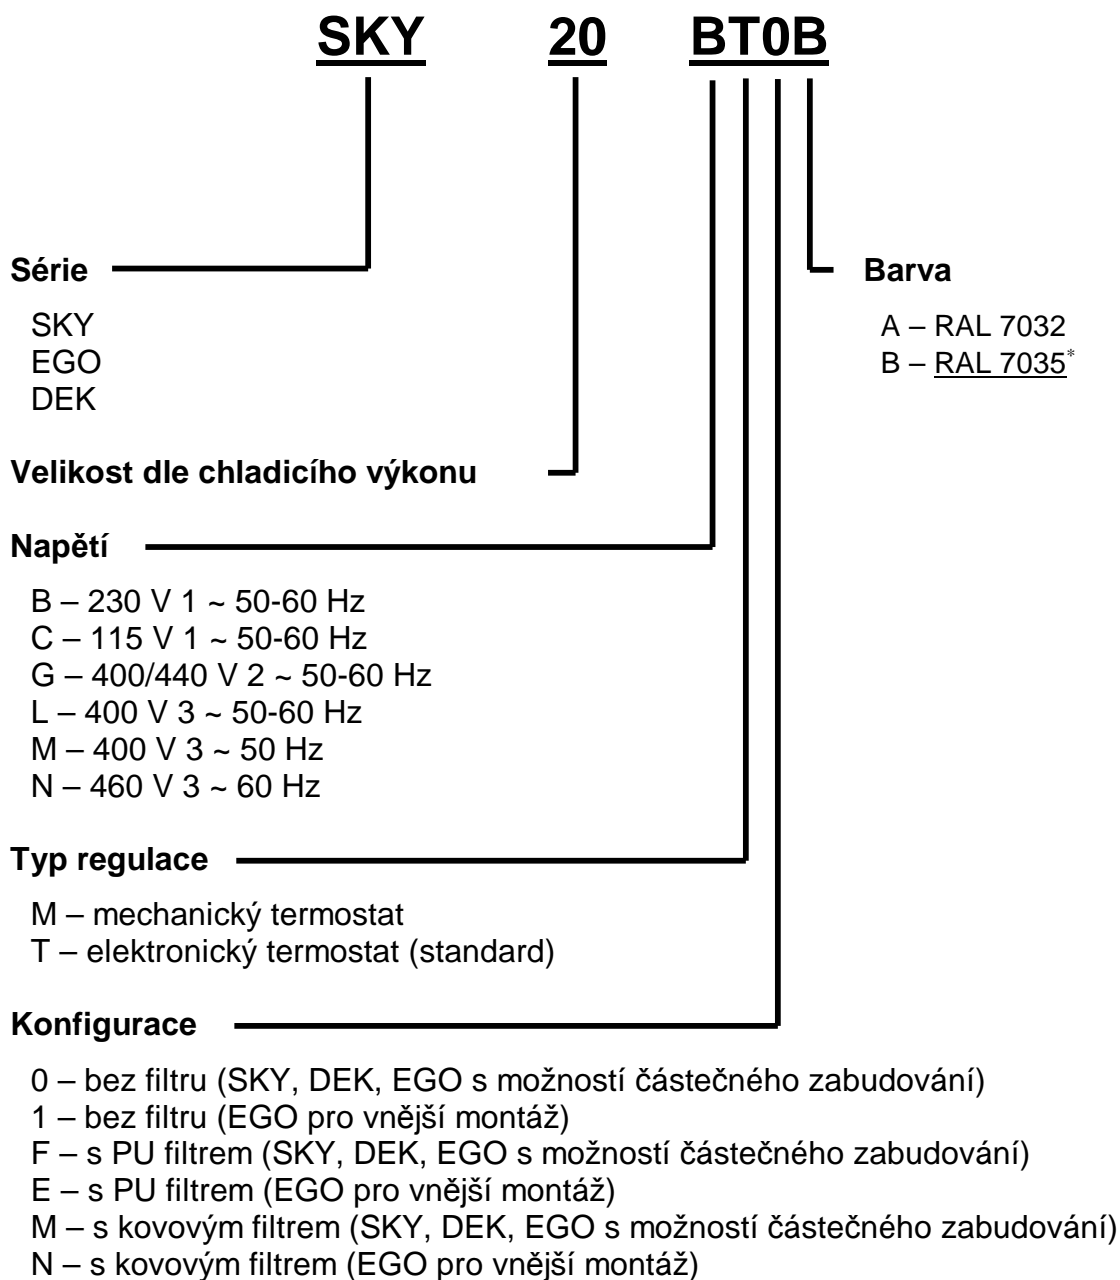 SKY 20 BT0B
Série
SKY
EGO
DEK
Barva
A – RAL 7032
B – RAL 7035*
Velikost dle chladicího výkonu
Napětí
B – 230 V 1 ~ 50-60 Hz
C – 115 V 1 ~ 50-60 Hz
G – 400/440 V 2 ~ 50-60 Hz
L – 400 V 3 ~ 50-60 Hz
M – 400 V 3 ~ 50 Hz
N – 460 V 3 ~ 60 Hz
Typ regulace
M – mechanický termostat
T – elektronický termostat (standard)
Konfigurace
0 – bez filtru (SKY, DEK, EGO s možností částečného zabudování)
1 – bez filtru (EGO pro vnější montáž)
F – s PU filtrem (SKY, DEK, EGO s možností částečného zabudování)
E – s PU filtrem (EGO pro vnější montáž)
M – s kovovým filtrem (SKY, DEK, EGO s možností částečného zabudování)
N – s kovovým filtrem (EGO pro vnější montáž)